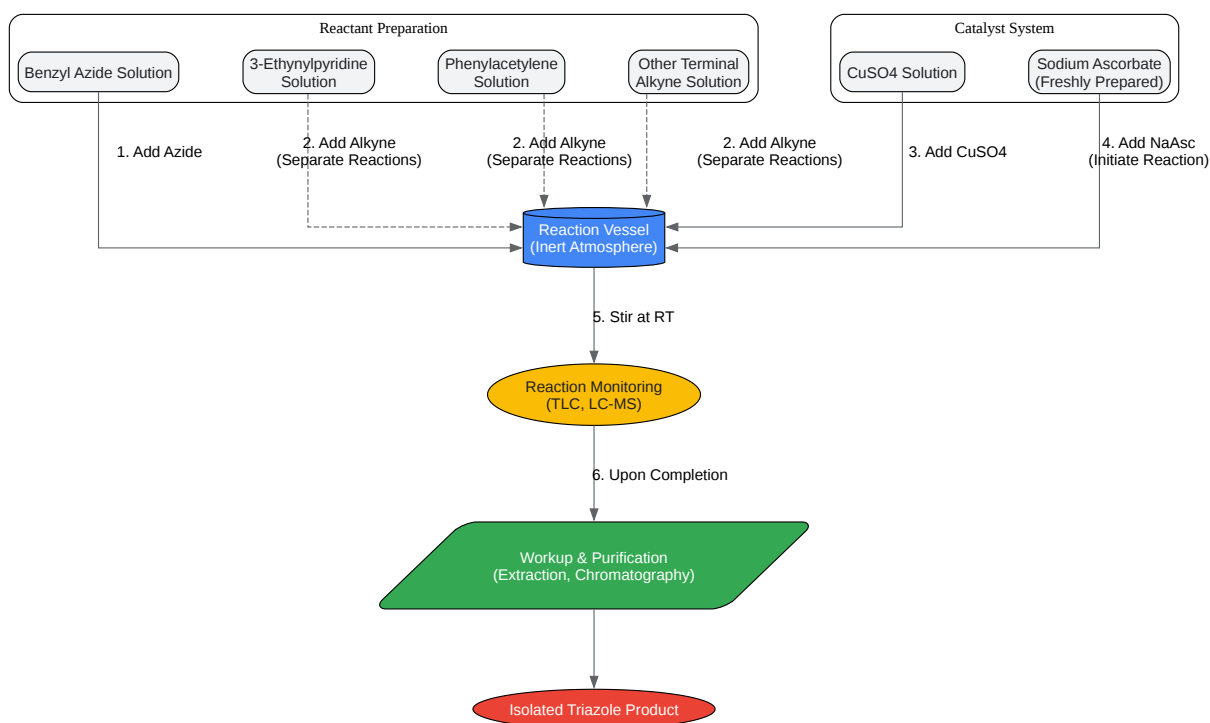 Reactant Preparation
Catalyst System
Benzyl Azide Solution
3-Ethynylpyridine
Solution
Phenylacetylene
Solution
Other Terminal
Alkyne Solution
CuSO4 Solution
Sodium Ascorbate
(Freshly Prepared)
1. Add Azide
2. Add Alkyne
(Separate Reactions)
2. Add Alkyne
(Separate Reactions)
2. Add Alkyne
(Separate Reactions)
3. Add CuSO4
4. Add NaAsc
(Initiate Reaction)
Reaction Vessel
(Inert Atmosphere)
5. Stir at RT
Reaction Monitoring
(TLC, LC-MS)
6. Upon Completion
Workup & Purification
(Extraction, Chromatography)
Isolated Triazole Product